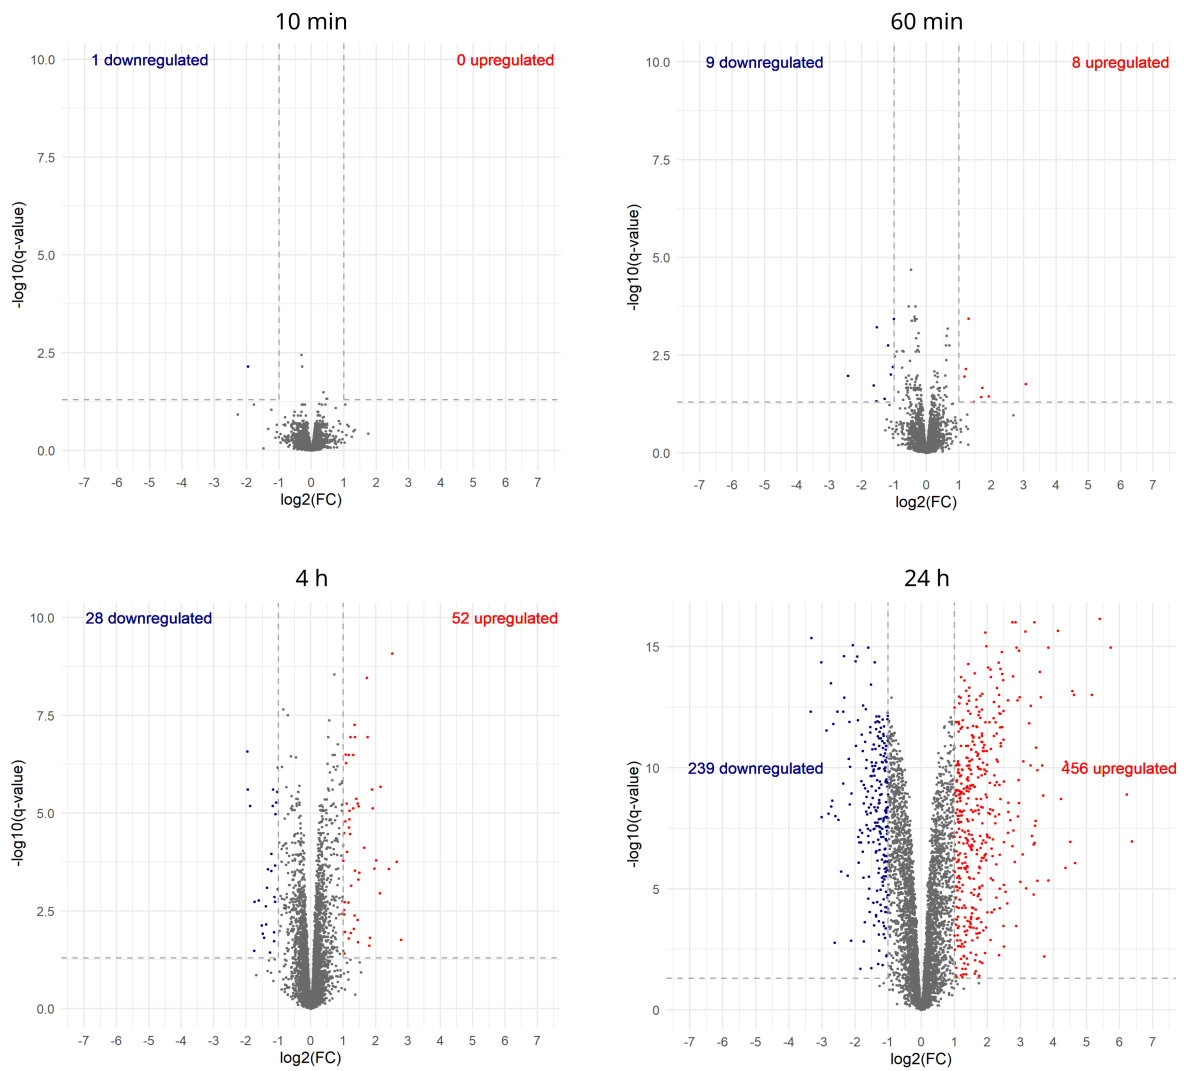 10 min
1 downregulated 0 upregulated
10.0
7.5
5.0
2.5
0.0
-log10(q-value)
-7 -6 -5 -4 -3 -2 -1 0 1 2 3 4 5 6 7
log2(FC)
60 min
9 downregulated 8 upregulated
10.0
7.5
5.0
2.5
0.0
-log10(q-value)
-7 -6 -5 -4 -3 -2 -1 0 1 2 3 4 5 6 7
log2(FC)
4 h
28 downregulated 52 upregulated
10.0
7.5
5.0
2.5
0.0
-log10(q-value)
-7 -6 -5 -4 -3 -2 -1 0 1 2 3 4 5 6 7
log2(FC)
24 h
15
239 downregulated 456 upregulated
10
5
0
-log10(q-value)
-7 -6 -5 -4 -3 -2 -1 0 1 2 3 4 5 6 7
log2(FC)